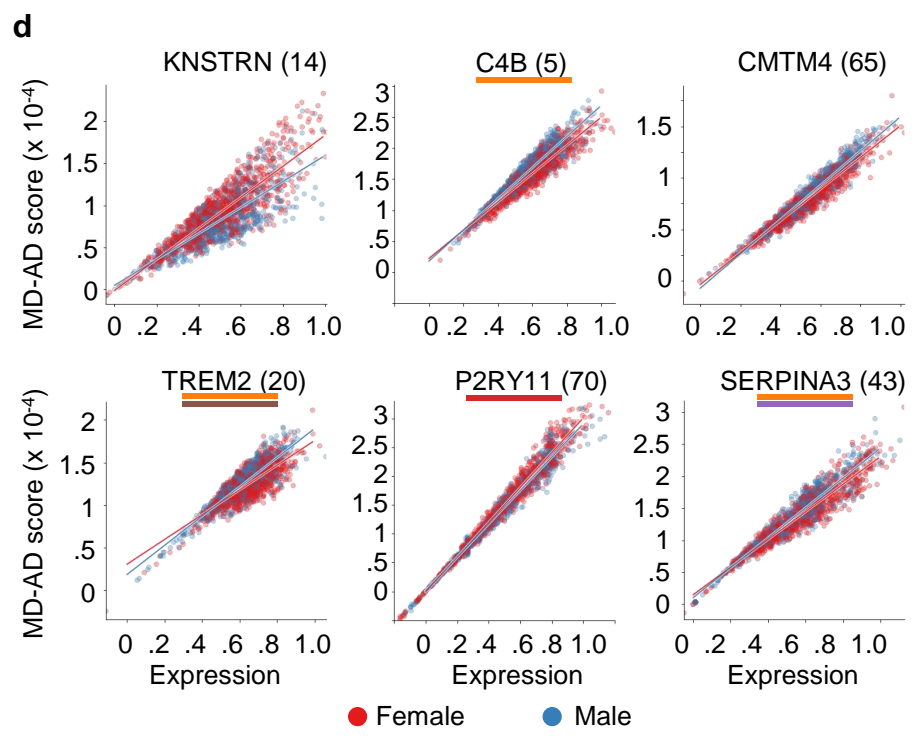 d
KNSTRN (14)
C4B (5)
CMTM4 (65)
MD-AD score (x 10-4)
2
1.5
1
.5
0
0 .2 .4 .6 .8 1.0
3
2.5
2
1.5
1
.5
0
0 .2 .4 .6 .8 1.0
1.5
1
.5
0
0 .2 .4 .6 .8 1.0
TREM2 (20)
P2RY11 (70)
SERPINA3 (43)
MD-AD score (x 10-4)
2
1.5
1
.5
0
0 .2 .4 .6 .8 1.0
Expression
3
2.5
2
1.5
1
.5
0
0 .2 .4 .6 .8 1.0
Expression
3
2.5
2
1.5
1
.5
0
0 .2 .4 .6 .8 1.0
Expression
Female
Male